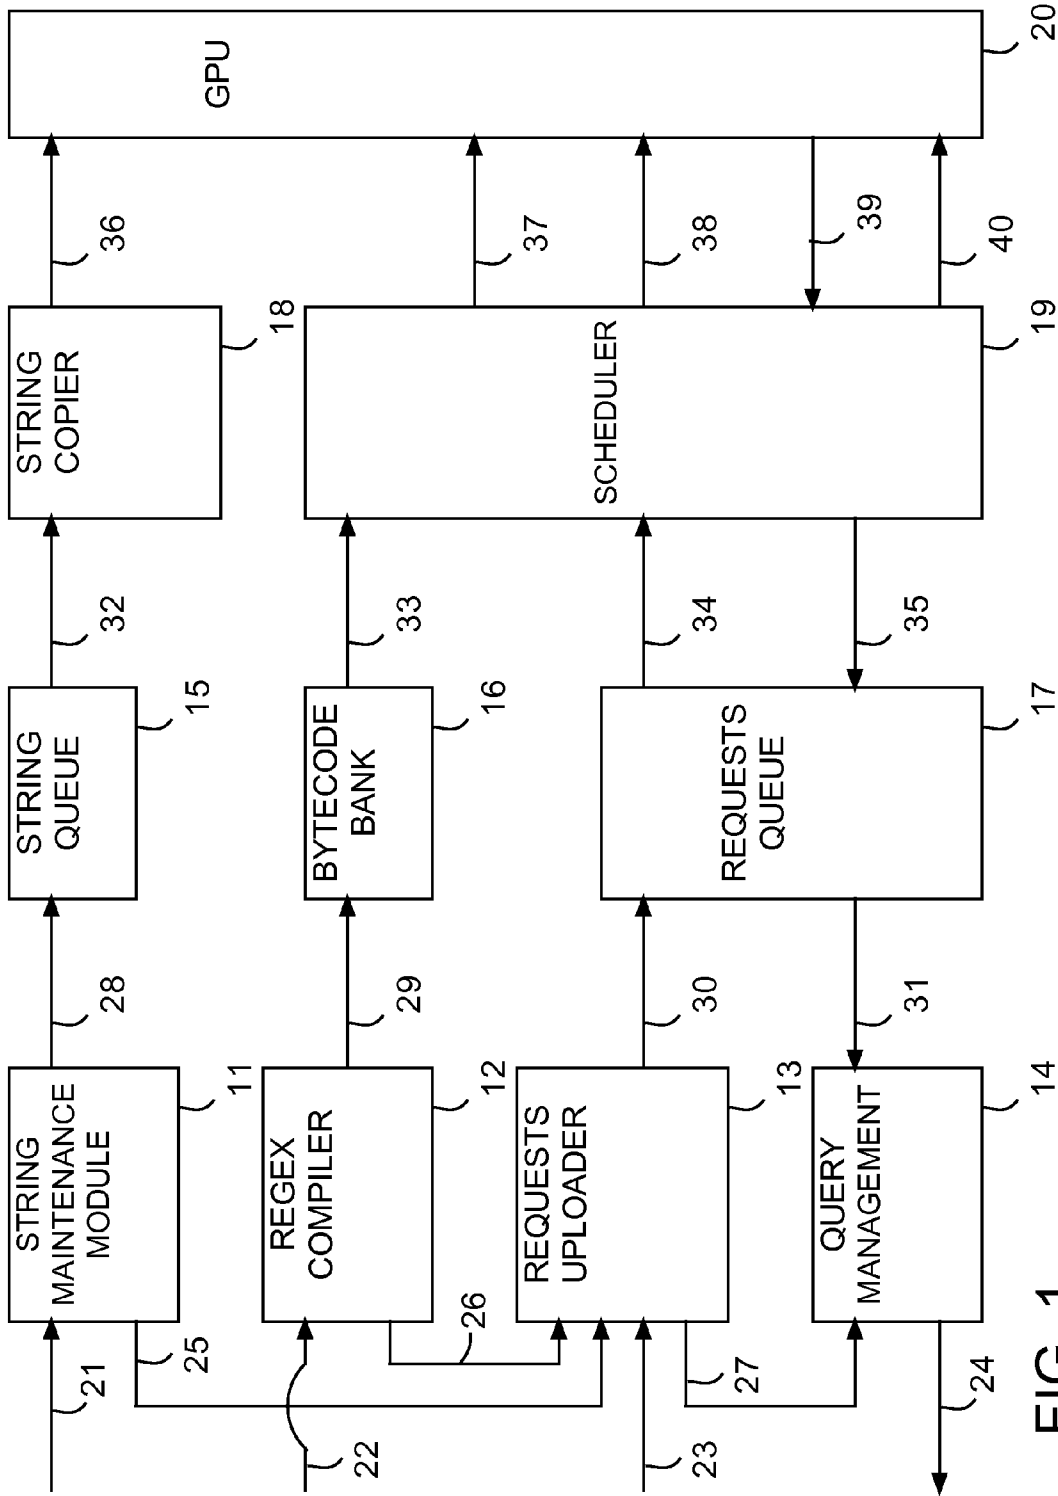 21
STRING
MAINTENANCE
MODULE
11
25
28
STRING
QUEUE
15
32
STRING
COPIER
18
36
GPU
20
22
REGEX
COMPILER
12
26
29
BYTECODE
BANK
16
33
SCHEDULER
19
37
38
39
40
23
REQUESTS
UPLOADER
13
27
30
REQUESTS
QUEUE
17
34
35
31
QUERY
MANAGEMENT
14
24
FIG. 1